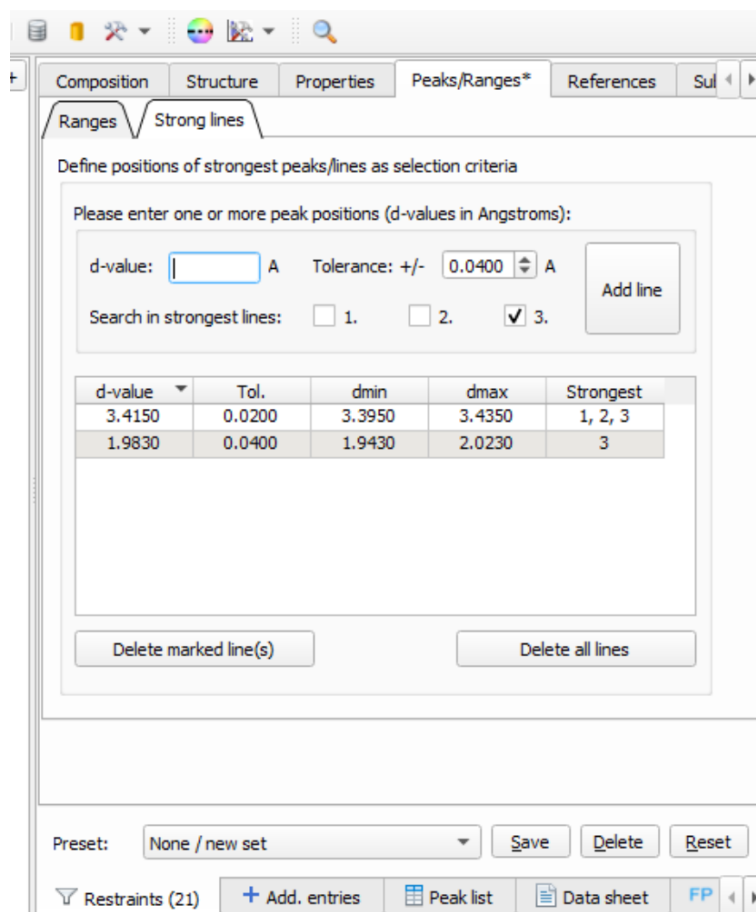 Composition Structure Properties Peaks/Ranges* References
Ranges Strong lines
Define positions of strongest peaks/lines as selection criteria
Please enter one or more peak positions (d-values in Angstroms):
d-value: A Tolerance: +/- 0.0400 A Add line
Search in strongest lines: 1. 2. 3.
d-value Tol. dmin dmax Strongest
3.4150 0.0200 3.3950 3.4350 1, 2, 3
1.9830 0.0400 1.9430 2.0230 3
Delete marked line(s) Delete all lines
Preset: None / new set Save Delete Reset
Restraints (21) + Add. entries Peak list Data sheet FP